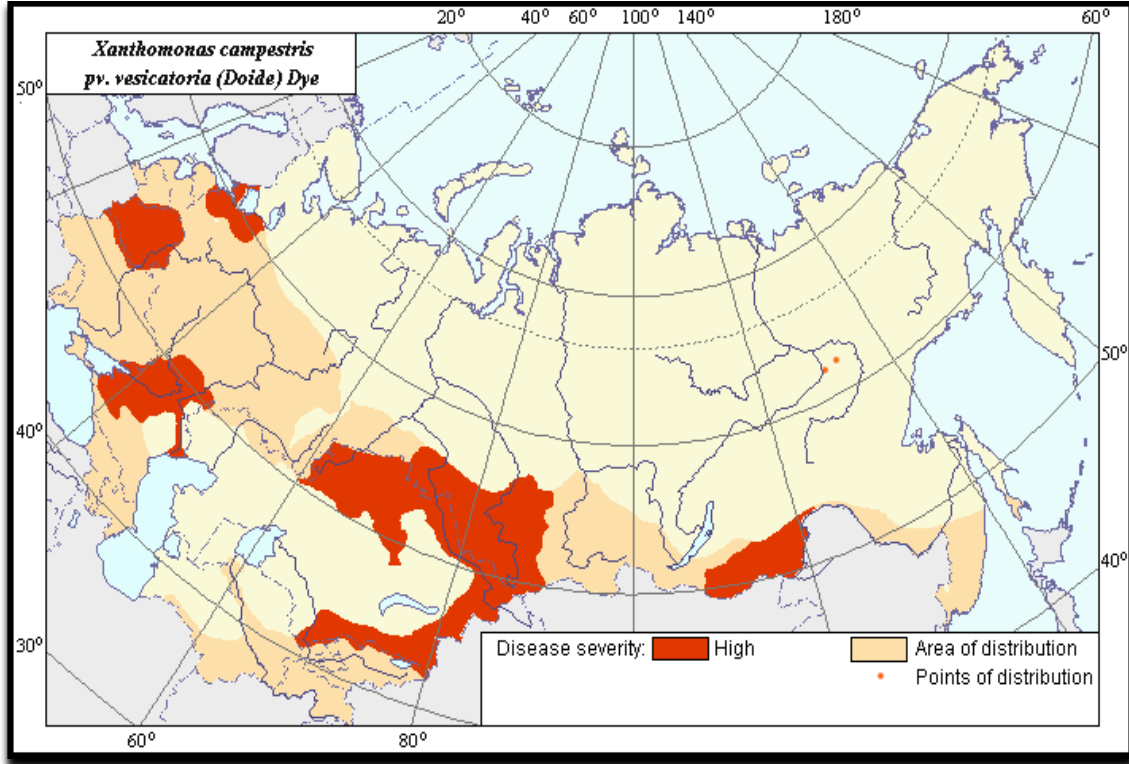 20° 40° 60° 100° 140° 180° 60°
Xanthomonas campestris
pv. vesicatoria (Doide) Dye
50°
50°
40°
40°
30°
Disease severity: High Area of distribution
Points of distribution
60° 80°